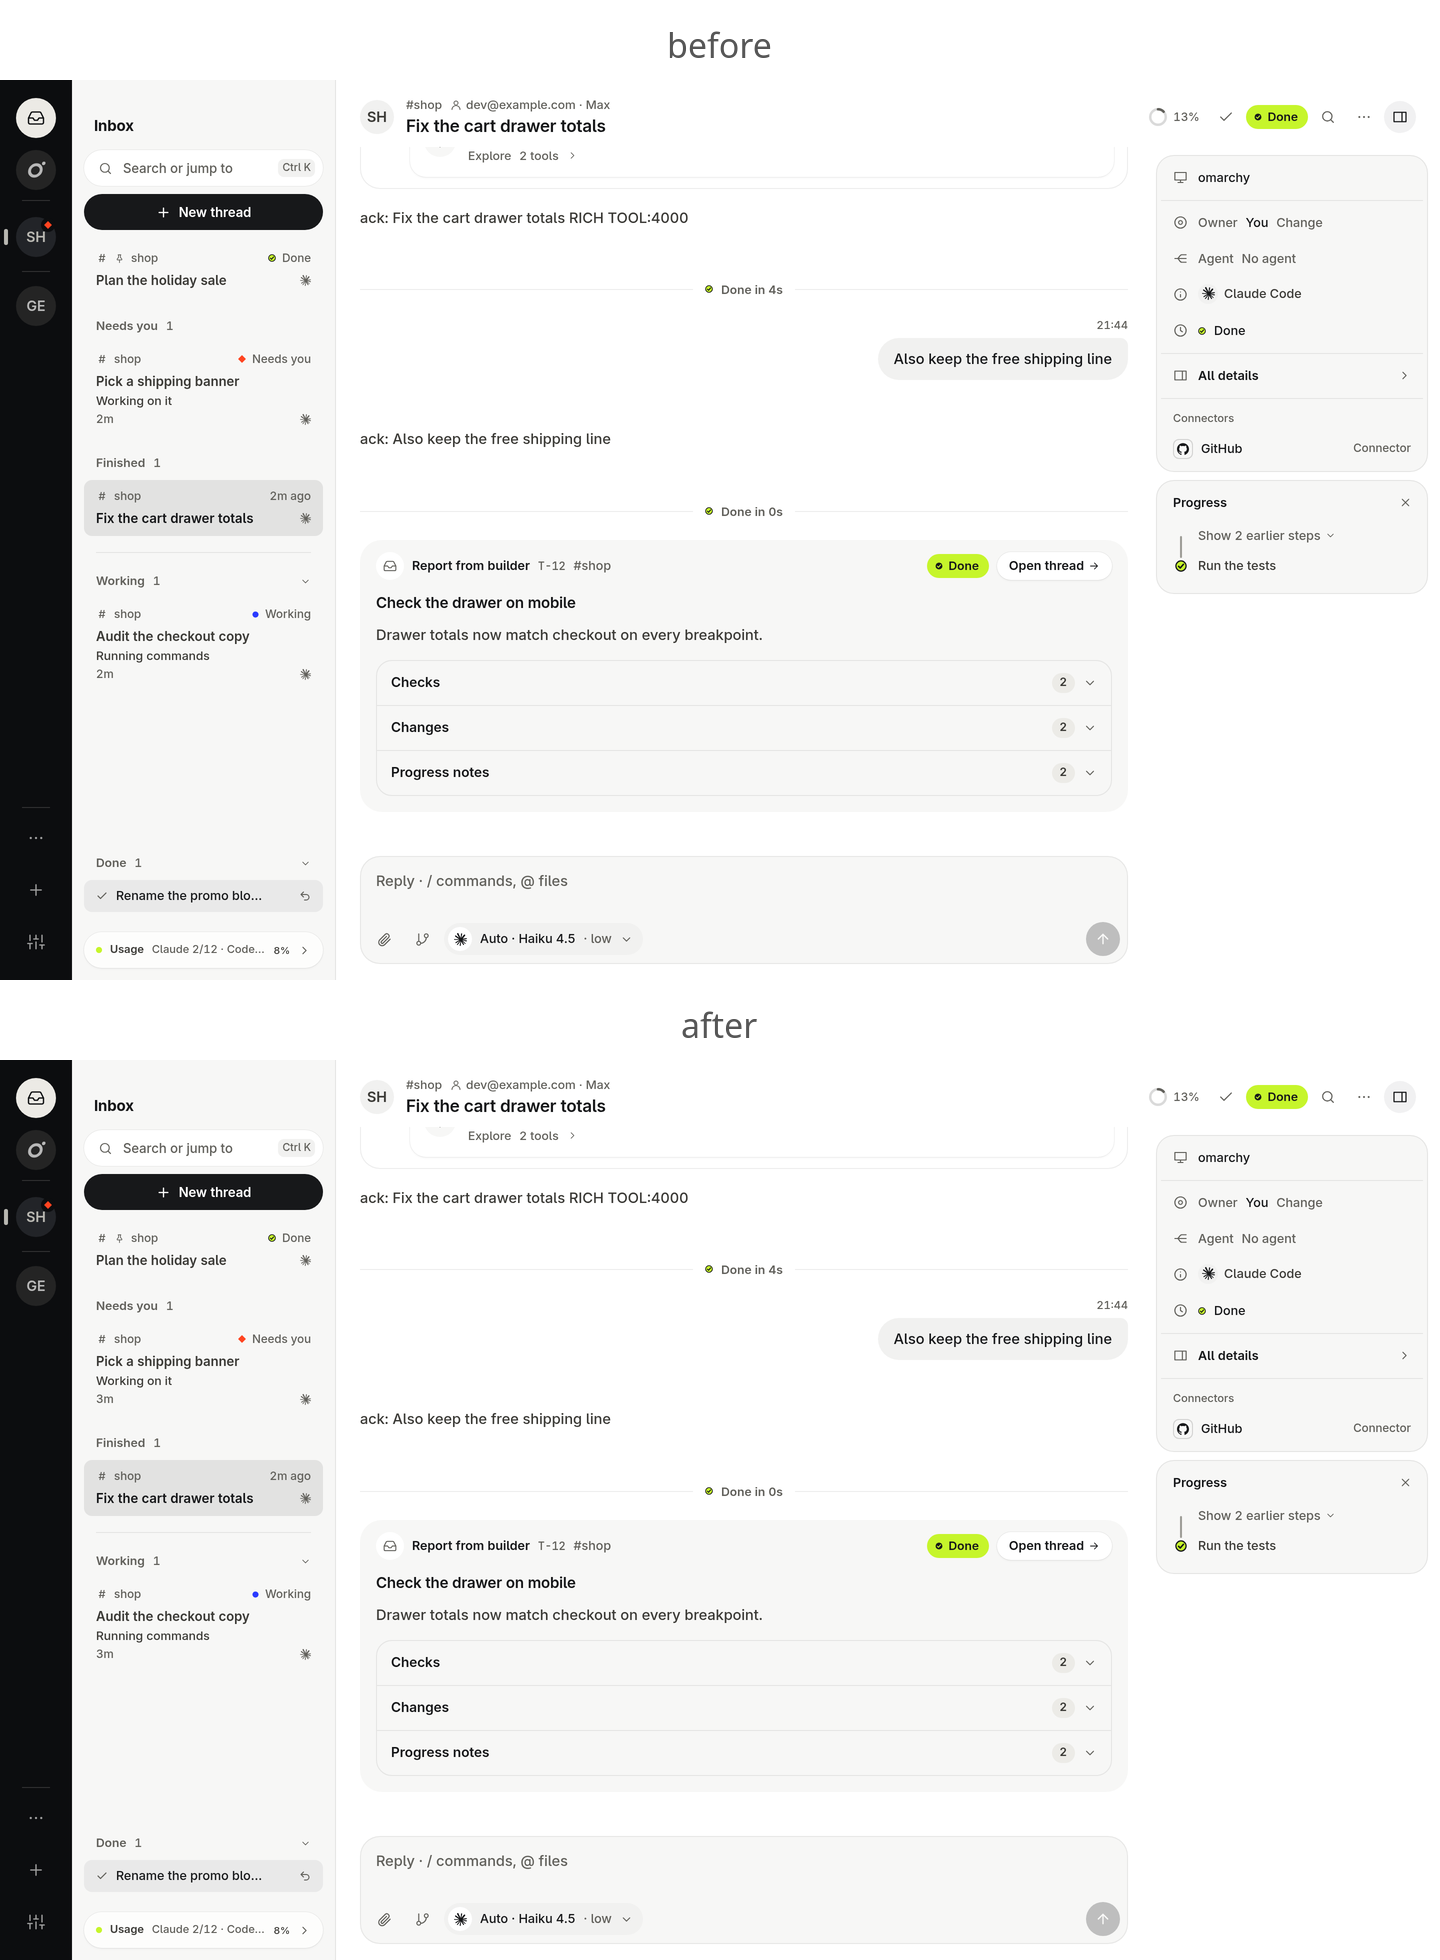 before
Inbox
Search or jump to Ctrl K
+ New thread
# shop Done
Plan the holiday sale
Needs you 1
# shop Needs you
Pick a shipping banner
Working on it
2m
Finished 1
# shop 2m ago
Fix the cart drawer totals
Working 1
# shop Working
Audit the checkout copy
Running commands
2m
Done 1
Rename the promo blo...
Usage Claude 2/12 · Code... 8%
SH
GE
SH
#shop dev@example.com · Max
Fix the cart drawer totals
13% Done
Explore 2 tools
ack: Fix the cart drawer totals RICH TOOL:4000
Done in 4s
21:44
Also keep the free shipping line
ack: Also keep the free shipping line
Done in 0s
Report from builder T-12 #shop Done Open thread →
Check the drawer on mobile
Drawer totals now match checkout on every breakpoint.
Checks 2
Changes 2
Progress notes 2
Reply · / commands, @ files
Auto · Haiku 4.5 · low
omarchy
Owner You Change
Agent No agent
Claude Code
Done
All details
Connectors
GitHub Connector
Progress
Show 2 earlier steps
Run the tests
after
Inbox
Search or jump to Ctrl K
+ New thread
# shop Done
Plan the holiday sale
Needs you 1
# shop Needs you
Pick a shipping banner
Working on it
3m
Finished 1
# shop 2m ago
Fix the cart drawer totals
Working 1
# shop Working
Audit the checkout copy
Running commands
3m
Done 1
Rename the promo blo...
Usage Claude 2/12 · Code... 8%
SH
GE
SH
#shop dev@example.com · Max
Fix the cart drawer totals
13% Done
Explore 2 tools
ack: Fix the cart drawer totals RICH TOOL:4000
Done in 4s
21:44
Also keep the free shipping line
ack: Also keep the free shipping line
Done in 0s
Report from builder T-12 #shop Done Open thread →
Check the drawer on mobile
Drawer totals now match checkout on every breakpoint.
Checks 2
Changes 2
Progress notes 2
Reply · / commands, @ files
Auto · Haiku 4.5 · low
omarchy
Owner You Change
Agent No agent
Claude Code
Done
All details
Connectors
GitHub Connector
Progress
Show 2 earlier steps
Run the tests